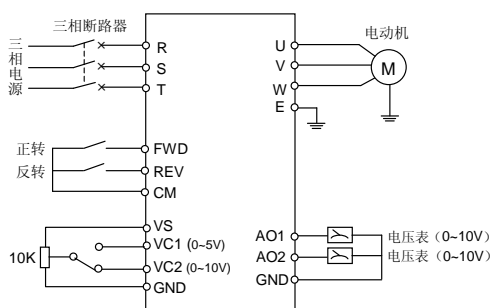 三相断路器
三相电源
R
S
T
正转
FWD
反转
REV
CM
VS
VC1 (0~5V)
10K
VC2 (0~10V)
GND
电动机
U
V
M
W
E
AO1
电压表（0~10V）
AO2
电压表（0~10V）
GND